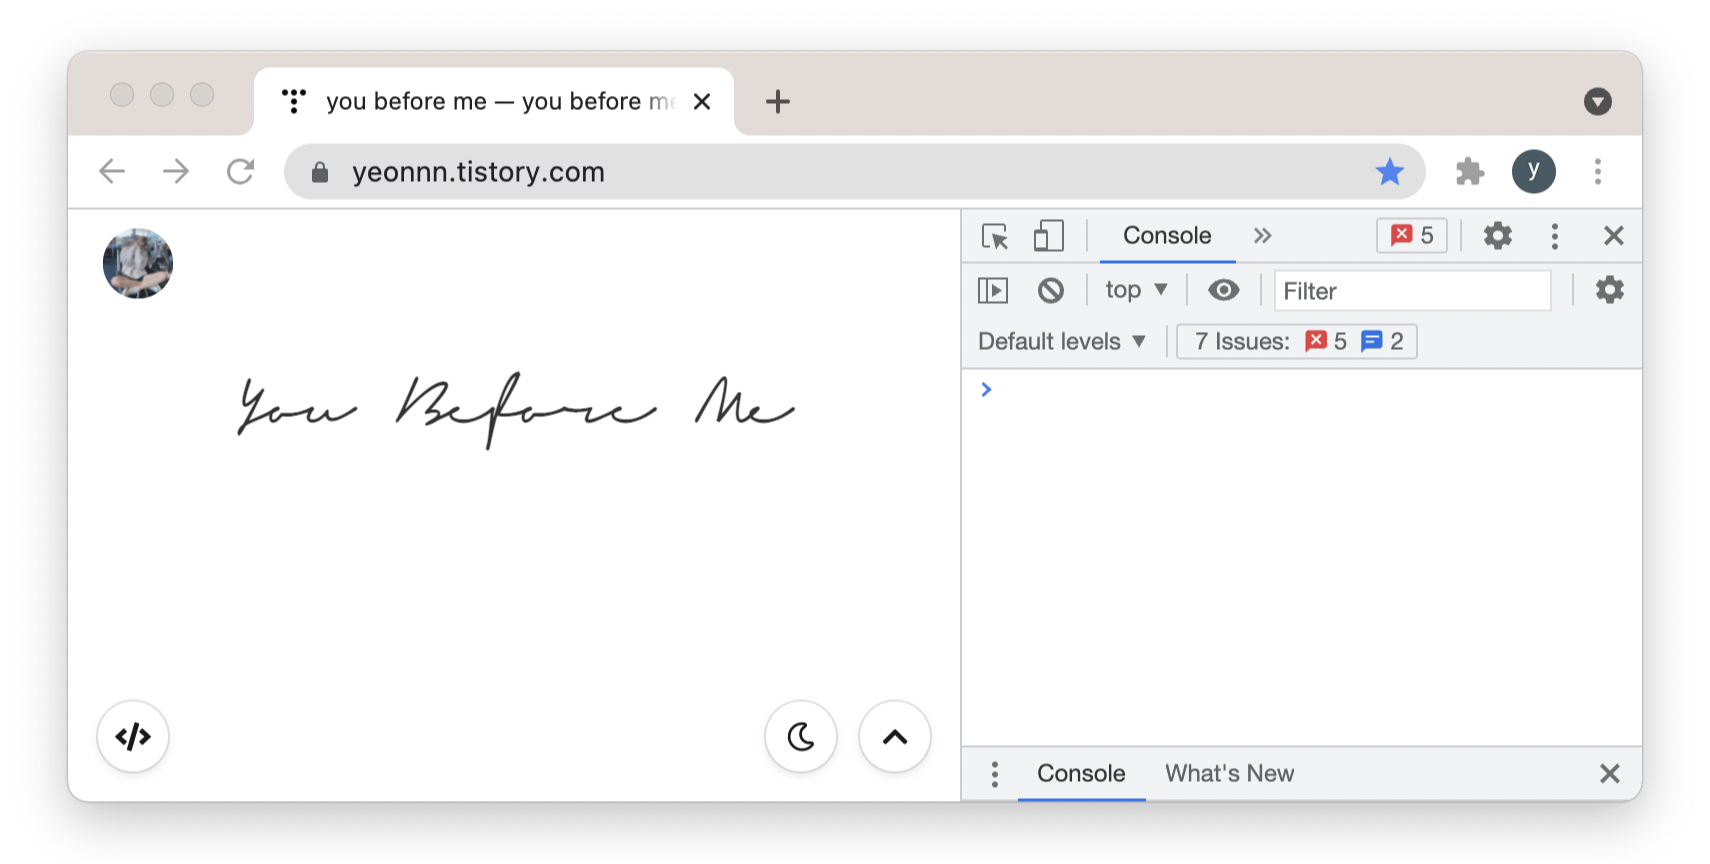 you before me — you before me
yeonnn.tistory.com
y
You Before Me
Console
5
top
Filter
Default levels
7 Issues: 5 2
Console
What's New